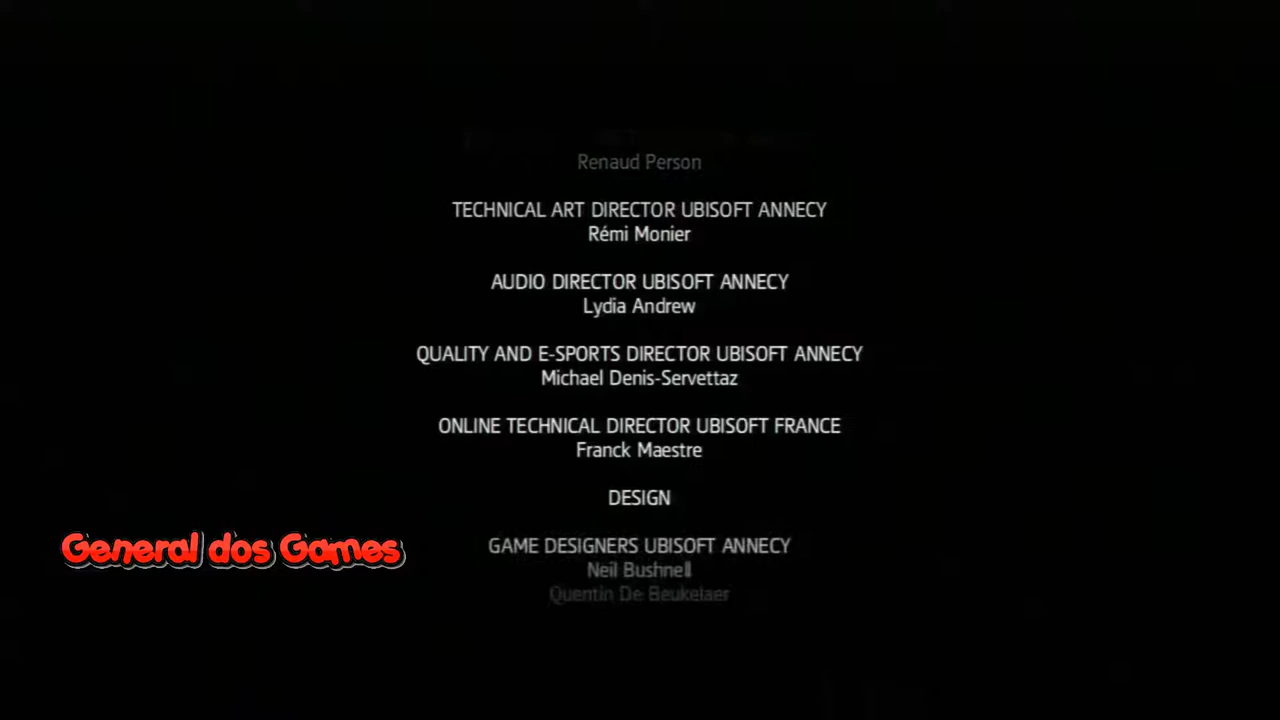 Renaud Person
TECHNICAL ART DIRECTOR UBISOFT ANNECY
Rémi Monier
AUDIO DIRECTOR UBISOFT ANNECY
Lydia Andrew
QUALITY AND E-SPORTS DIRECTOR UBISOFT ANNECY
Michael Denis-Servettaz
ONLINE TECHNICAL DIRECTOR UBISOFT FRANCE
Franck Maestre
DESIGN
GAME DESIGNERS UBISOFT ANNECY
Neil Bushnell
Quentin De Beukelaer
General dos Games